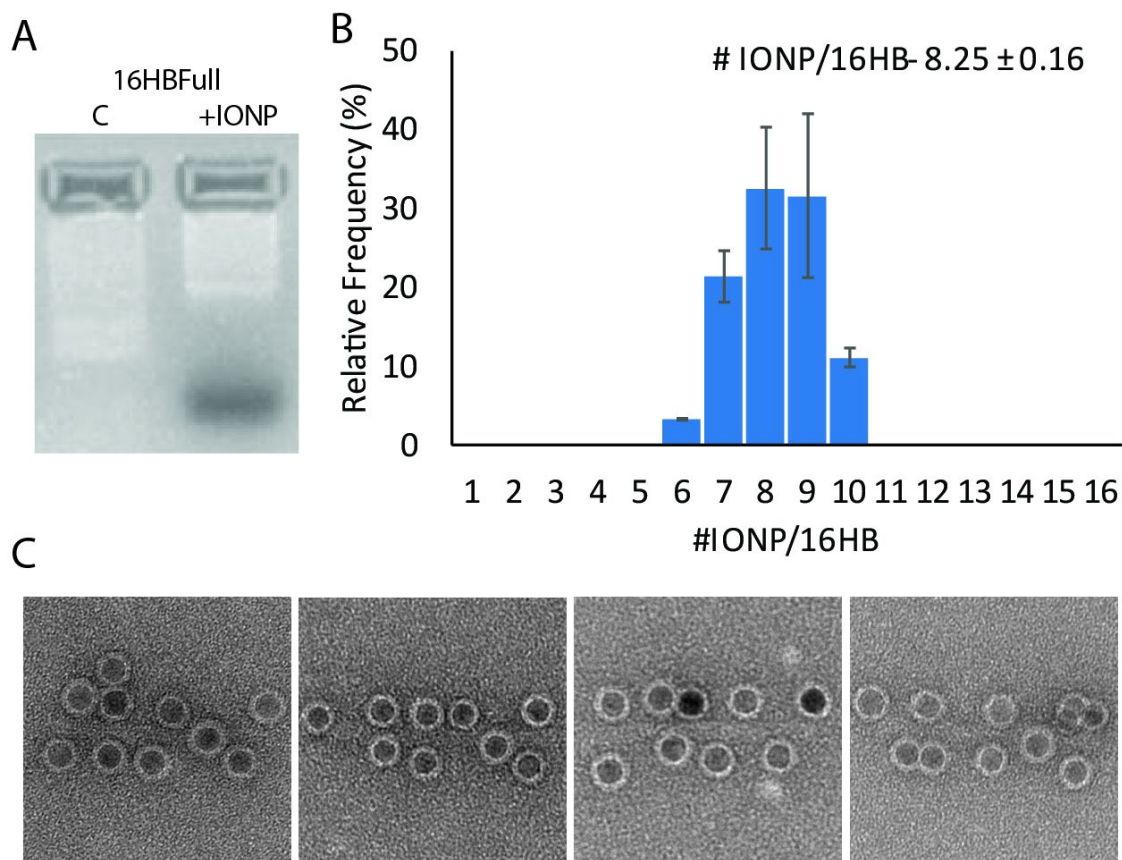 A
16HBFull
C +IONP
B
# IONP/16HB- 8.25 ±0.16
Relative Frequency (%)
50
40
30
20
10
0
1 2 3 4 5 6 7 8 9 10 11 12 13 14 15 16
#IONP/16HB
C